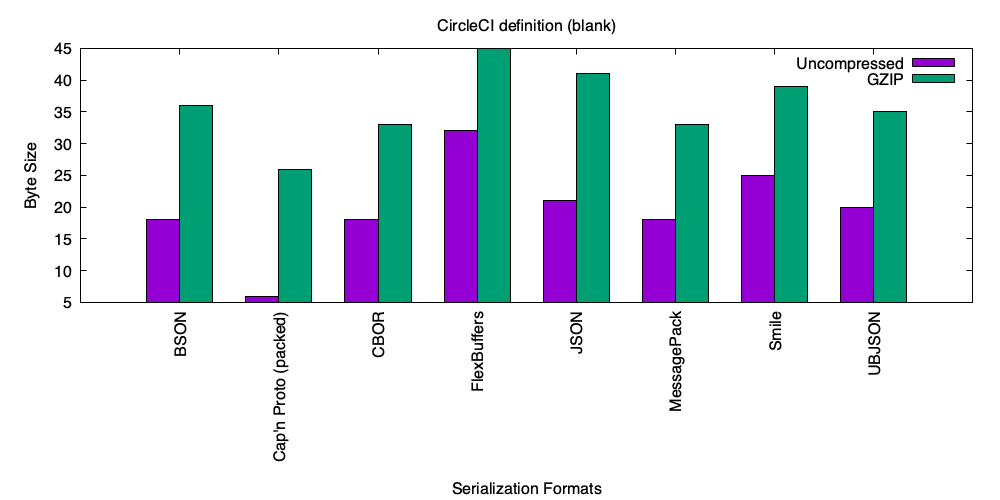 CircleCI definition (blank)
Uncompressed
GZIP
45
40
35
30
25
20
15
10
5
Byte Size
BSON
Cap'n Proto (packed)
CBOR
FlexBuffers
JSON
MessagePack
Smile
UBJSON
Serialization Formats